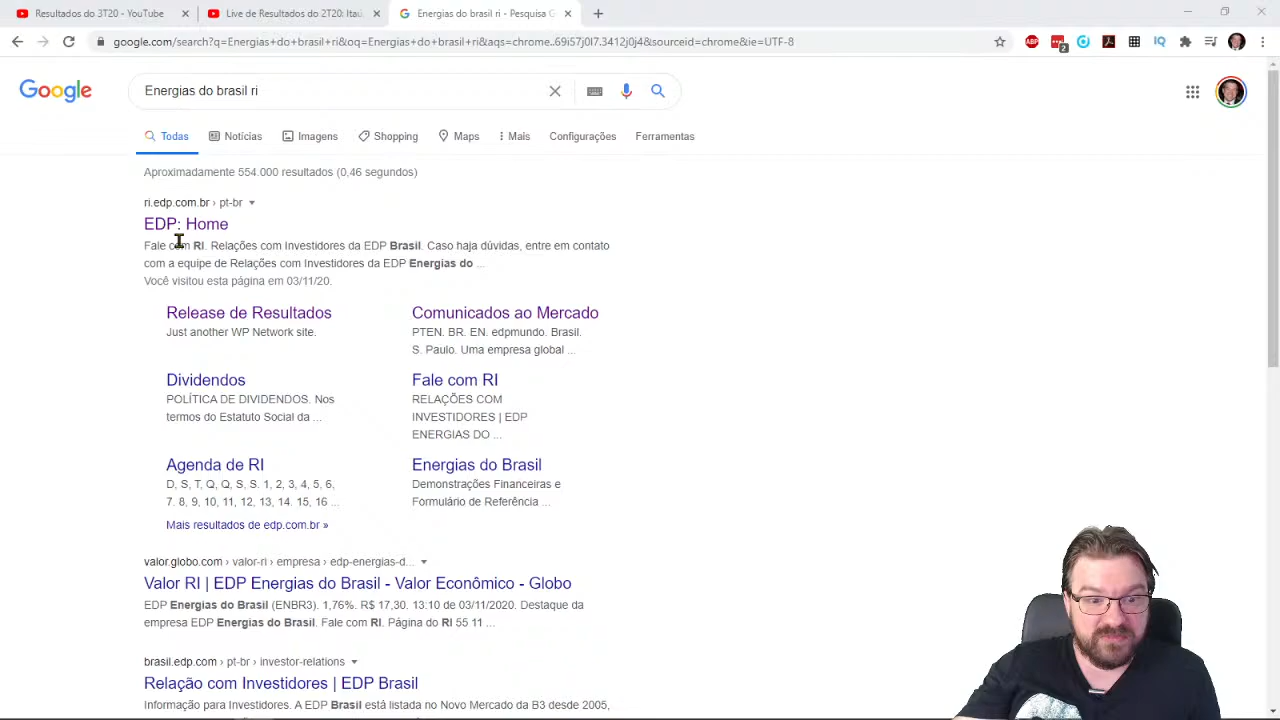 Resultados do 3T20 - YouTube
Live de Resultados do 2T20: Itaú,
Energias do brasil ri - Pesquisa G
google.com/search?q=Energias+do+brasil+ri&oq=Energias+do+brasil+ri&aqs=chrome..69i57j0l7.3412j0j4&sourceid=chrome&ie=UTF-8
ABP
2
IQ
Google
Energias do brasil ri
Todas
Notícias
Imagens
Shopping
Maps
Mais
Configurações
Ferramentas
Aproximadamente 554.000 resultados (0,46 segundos)
ri.edp.com.br › pt-br
EDP: Home
Fale com RI. Relações com Investidores da EDP Brasil. Caso haja dúvidas, entre em contato
com a equipe de Relações com Investidores da EDP Energias do ...
Você visitou esta página em 03/11/20.
Release de Resultados
Just another WP Network site.
Comunicados ao Mercado
PTEN. BR. EN. edpmundo. Brasil.
S. Paulo. Uma empresa global ...
Dividendos
POLÍTICA DE DIVIDENDOS. Nos
termos do Estatuto Social da ...
Fale com RI
RELAÇÕES COM
INVESTIDORES | EDP
ENERGIAS DO ...
Agenda de RI
D, S, T, Q, Q, S, S. 1, 2, 3, 4, 5, 6,
7. 8, 9, 10, 11, 12, 13, 14. 15, 16 ...
Energias do Brasil
Demonstrações Financeiras e
Formulário de Referência ...
Mais resultados de edp.com.br »
valor.globo.com › valor-ri › empresa › edp-energias-d...
Valor RI | EDP Energias do Brasil - Valor Econômico - Globo
EDP Energias do Brasil (ENBR3). 1,76%. R$ 17,30. 13:10 de 03/11/2020. Destaque da
empresa EDP Energias do Brasil. Fale com RI. Página do RI 55 11 ...
brasil.edp.com › pt-br › investor-relations
Relação com Investidores | EDP Brasil
Informação para Investidores. A EDP Brasil está listada no Novo Mercado da B3 desde 2005,